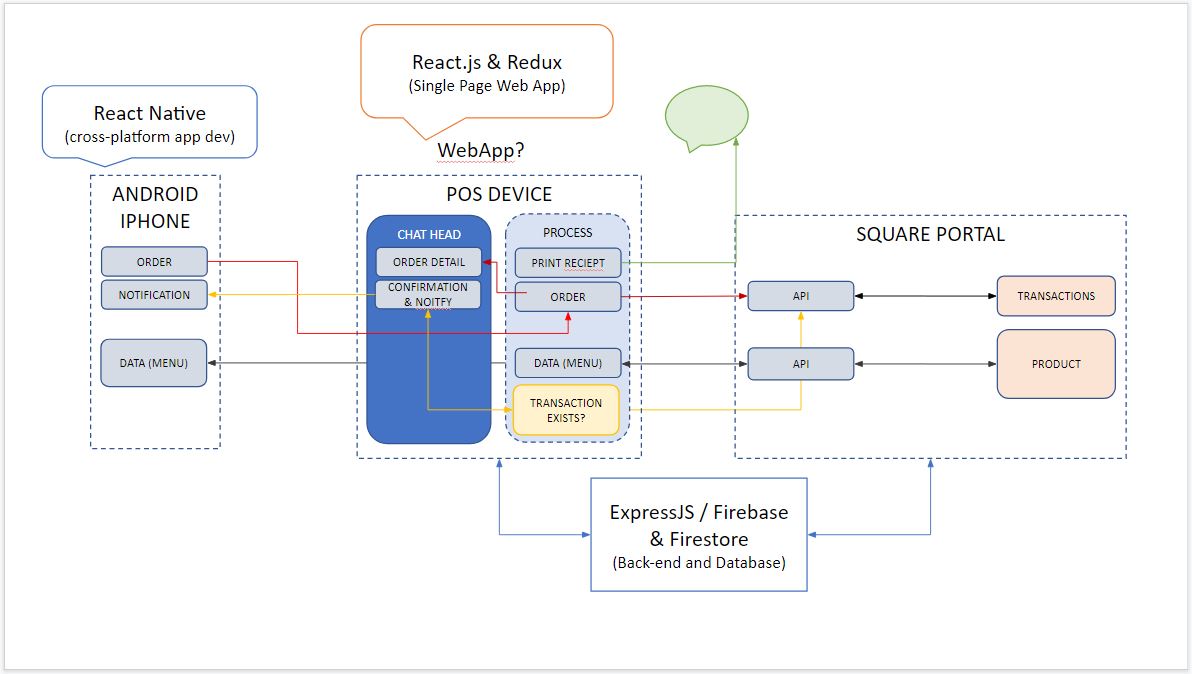 React.js & Redux
(Single Page Web App)
React Native
(cross-platform app dev)
WebApp?
ANDROID
IPHONE
ORDER
NOTIFICATION
DATA (MENU)
POS DEVICE
CHAT HEAD
ORDER DETAIL
CONFIRMATION
& NOITFY
PROCESS
PRINT RECIEPT
ORDER
DATA (MENU)
TRANSACTION
EXISTS?
SQUARE PORTAL
API
TRANSACTIONS
API
PRODUCT
ExpressJS / Firebase
& Firestore
(Back-end and Database)